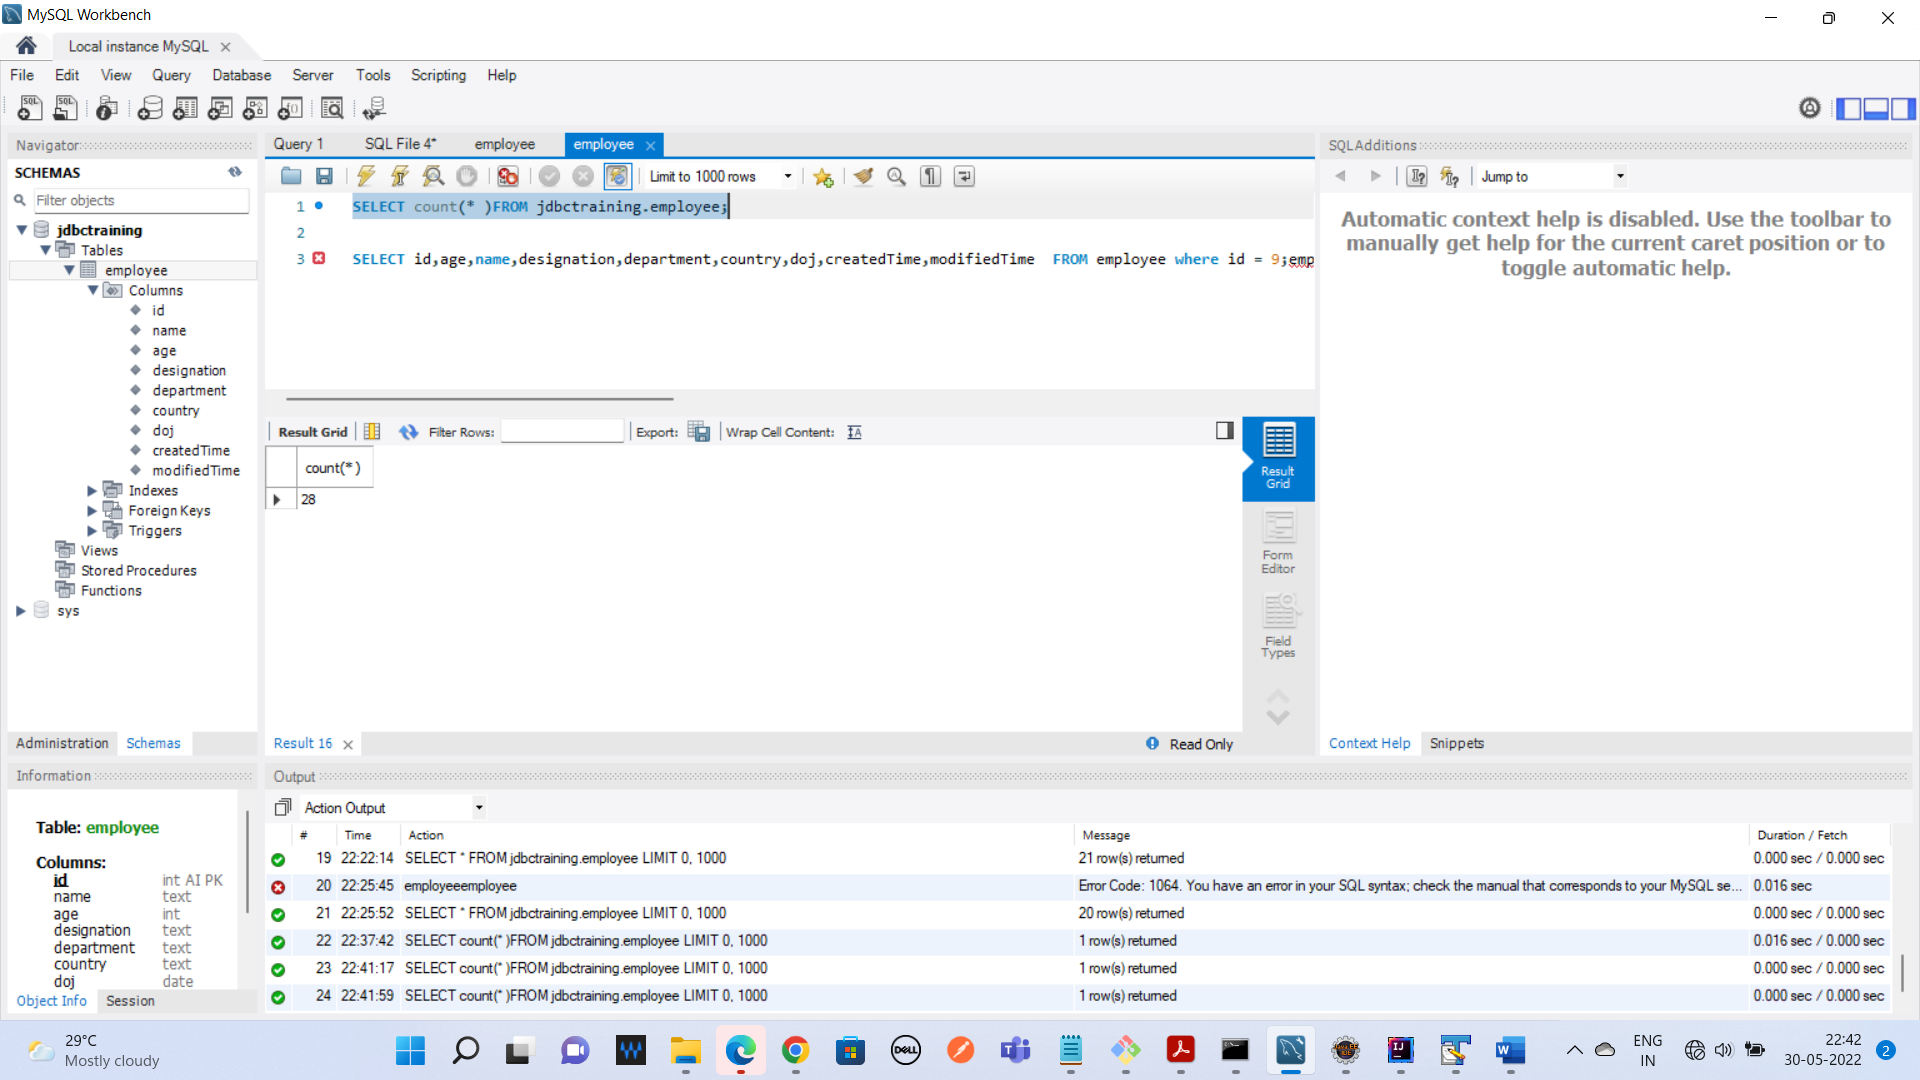 MySQL Workbench
Local instance MySQL
File Edit View Query Database Server Tools Scripting Help
Navigator
SCHEMAS
Filter objects
jdbctraining
Tables
employee
Columns
id
name
age
designation
department
country
doj
createdTime
modifiedTime
Indexes
Foreign Keys
Triggers
Views
Stored Procedures
Functions
sys
Administration Schemas
Query 1 SQL File 4* employee employee
Limit to 1000 rows
1 SELECT count(* )FROM jdbctraining.employee;
2
3 SELECT id,age,name,designation,department,country,doj,createdTime,modifiedTime FROM employee where id = 9;emp
Result Grid Filter Rows: Export: Wrap Cell Content:
count(* )
28
Result Grid
Form Editor
Field Types
Result 16 Read Only
SQLAdditions
Jump to
Automatic context help is disabled. Use the toolbar to
manually get help for the current caret position or to
toggle automatic help.
Context Help Snippets
Information
Table: employee
Columns:
id int AI PK
name text
age int
designation text
department text
country text
doj date
Object Info Session
Output
Action Output
# Time Action Message Duration / Fetch
19 22:22:14 SELECT * FROM jdbctraining.employee LIMIT 0, 1000 21 row(s) returned 0.000 sec / 0.000 sec
20 22:25:45 employeeemployee Error Code: 1064. You have an error in your SQL syntax; check the manual that corresponds to your MySQL se... 0.016 sec
21 22:25:52 SELECT * FROM jdbctraining.employee LIMIT 0, 1000 20 row(s) returned 0.000 sec / 0.000 sec
22 22:37:42 SELECT count(* )FROM jdbctraining.employee LIMIT 0, 1000 1 row(s) returned 0.016 sec / 0.000 sec
23 22:41:17 SELECT count(* )FROM jdbctraining.employee LIMIT 0, 1000 1 row(s) returned 0.000 sec / 0.000 sec
24 22:41:59 SELECT count(* )FROM jdbctraining.employee LIMIT 0, 1000 1 row(s) returned 0.000 sec / 0.000 sec
29°C
Mostly cloudy
DELL
ENG
IN
22:42
30-05-2022
2